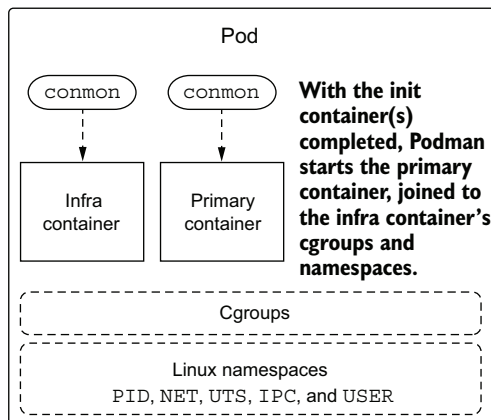 Pod
conmon
conmon
With the init
container(s)
completed, Podman
starts the primary
container, joined to
the infra container's
cgroups and
namespaces.
Infra
container
Primary
container
Cgroups
Linux namespaces
PID, NET, UTS, IPC, and USER